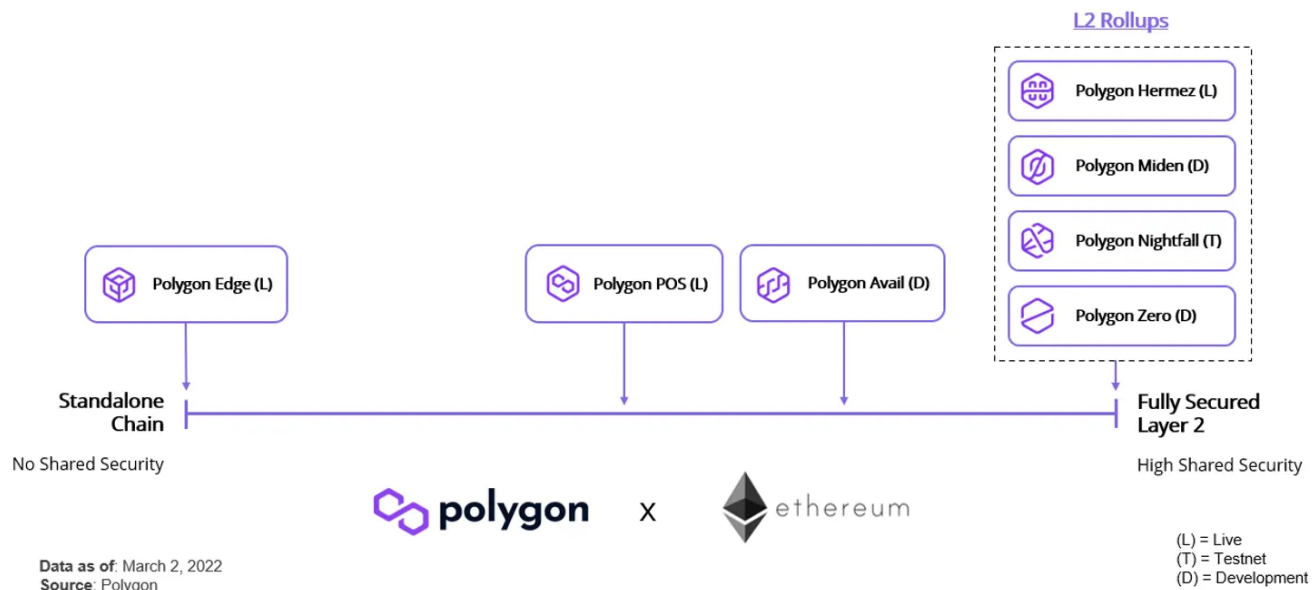 L2 Rollups
Polygon Hermez (L)
Polygon Miden (D)
Polygon Nightfall (T)
Polygon Zero (D)
Polygon Edge (L)
Polygon POS (L)
Polygon Avail (D)
Standalone
Chain
No Shared Security
Fully Secured
Layer 2
High Shared Security
polygon x ethereum
Data as of: March 2, 2022
Source: Polygon
(L) = Live
(T) = Testnet
(D) = Development